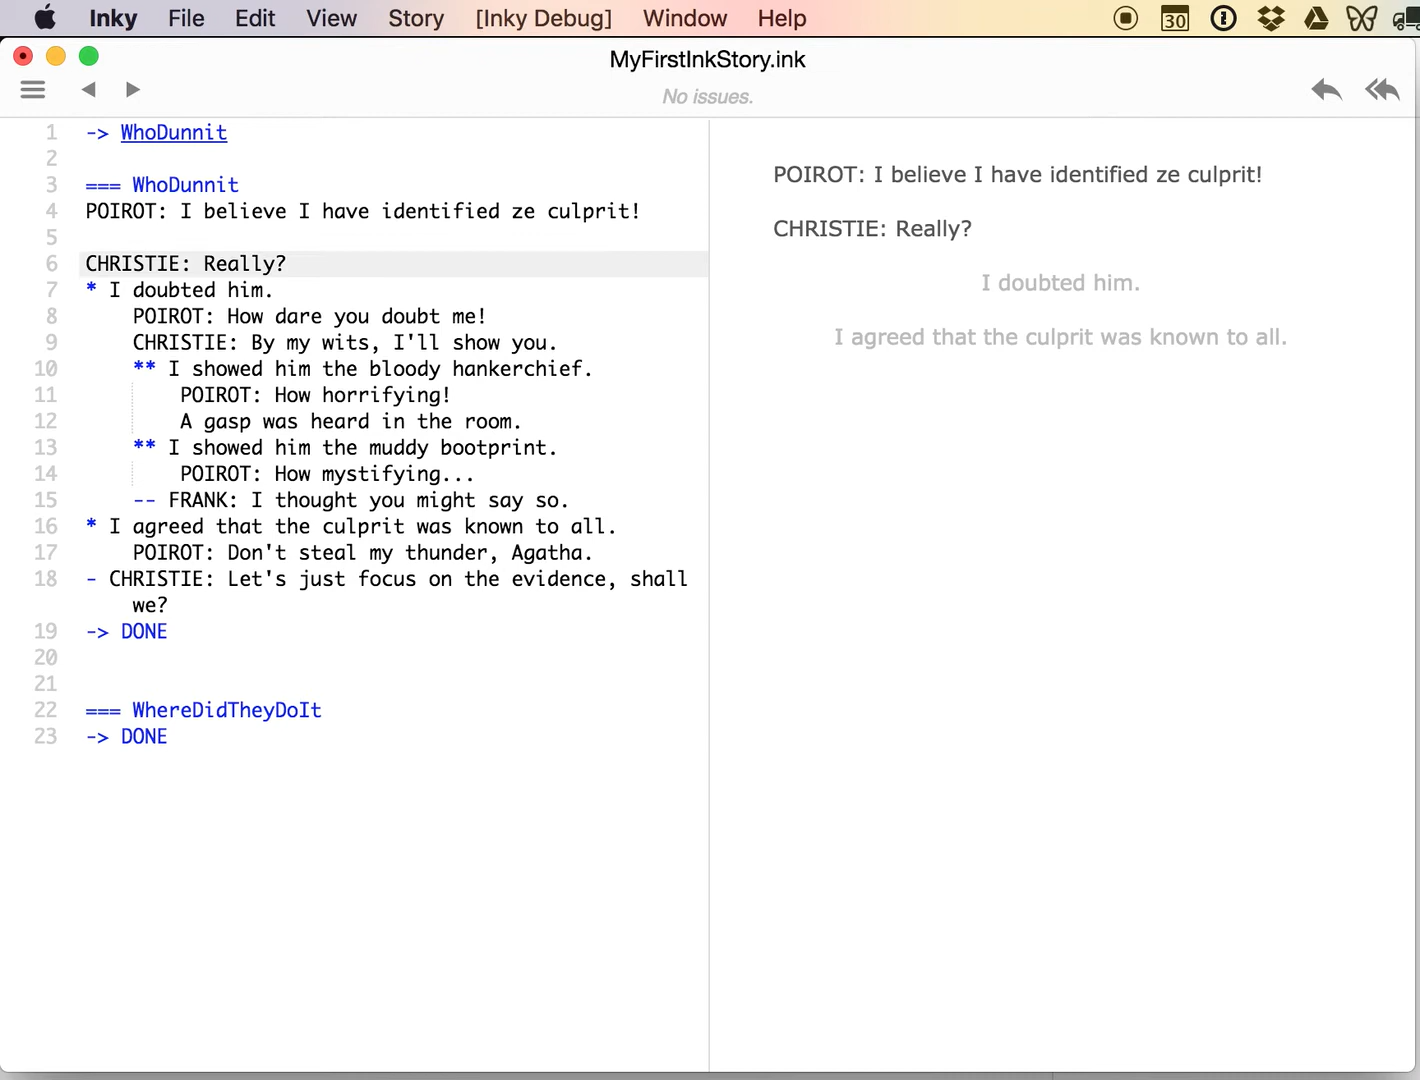 Inky File Edit View Story [Inky Debug] Window Help 30
MyFirstInkStory.ink
No issues.
1 -> WhoDunnit
2
3 === WhoDunnit
4 POIROT: I believe I have identified ze culprit!
5
6 CHRISTIE: Really?
7 * I doubted him.
8 POIROT: How dare you doubt me!
9 CHRISTIE: By my wits, I'll show you.
10 ** I showed him the bloody hankerchief.
11 POIROT: How horrifying!
12 A gasp was heard in the room.
13 ** I showed him the muddy bootprint.
14 POIROT: How mystifying...
15 -- FRANK: I thought you might say so.
16 * I agreed that the culprit was known to all.
17 POIROT: Don't steal my thunder, Agatha.
18 - CHRISTIE: Let's just focus on the evidence, shall
we?
19 -> DONE
20
21
22 === WhereDidTheyDoIt
23 -> DONE
POIROT: I believe I have identified ze culprit!
CHRISTIE: Really?
I doubted him.
I agreed that the culprit was known to all.